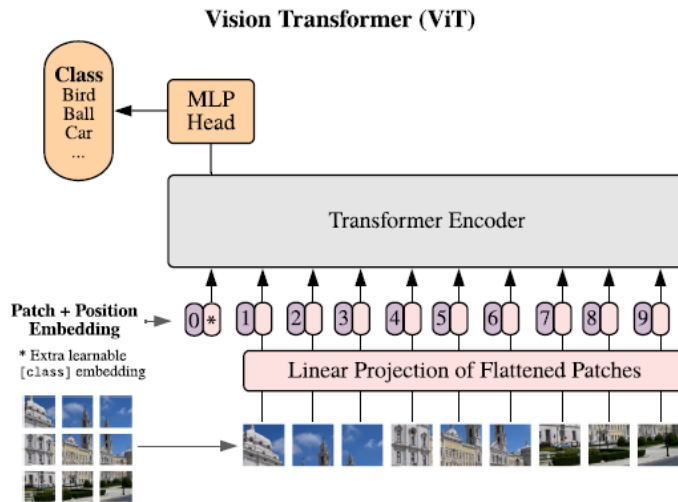 Vision Transformer (ViT)
Class
Bird
Ball
Car
...
MLP
Head
Transformer Encoder
Patch + Position
Embedding
0 * 1 2 3 4 5 6 7 8 9
* Extra learnable
[class] embedding
Linear Projection of Flattened Patches